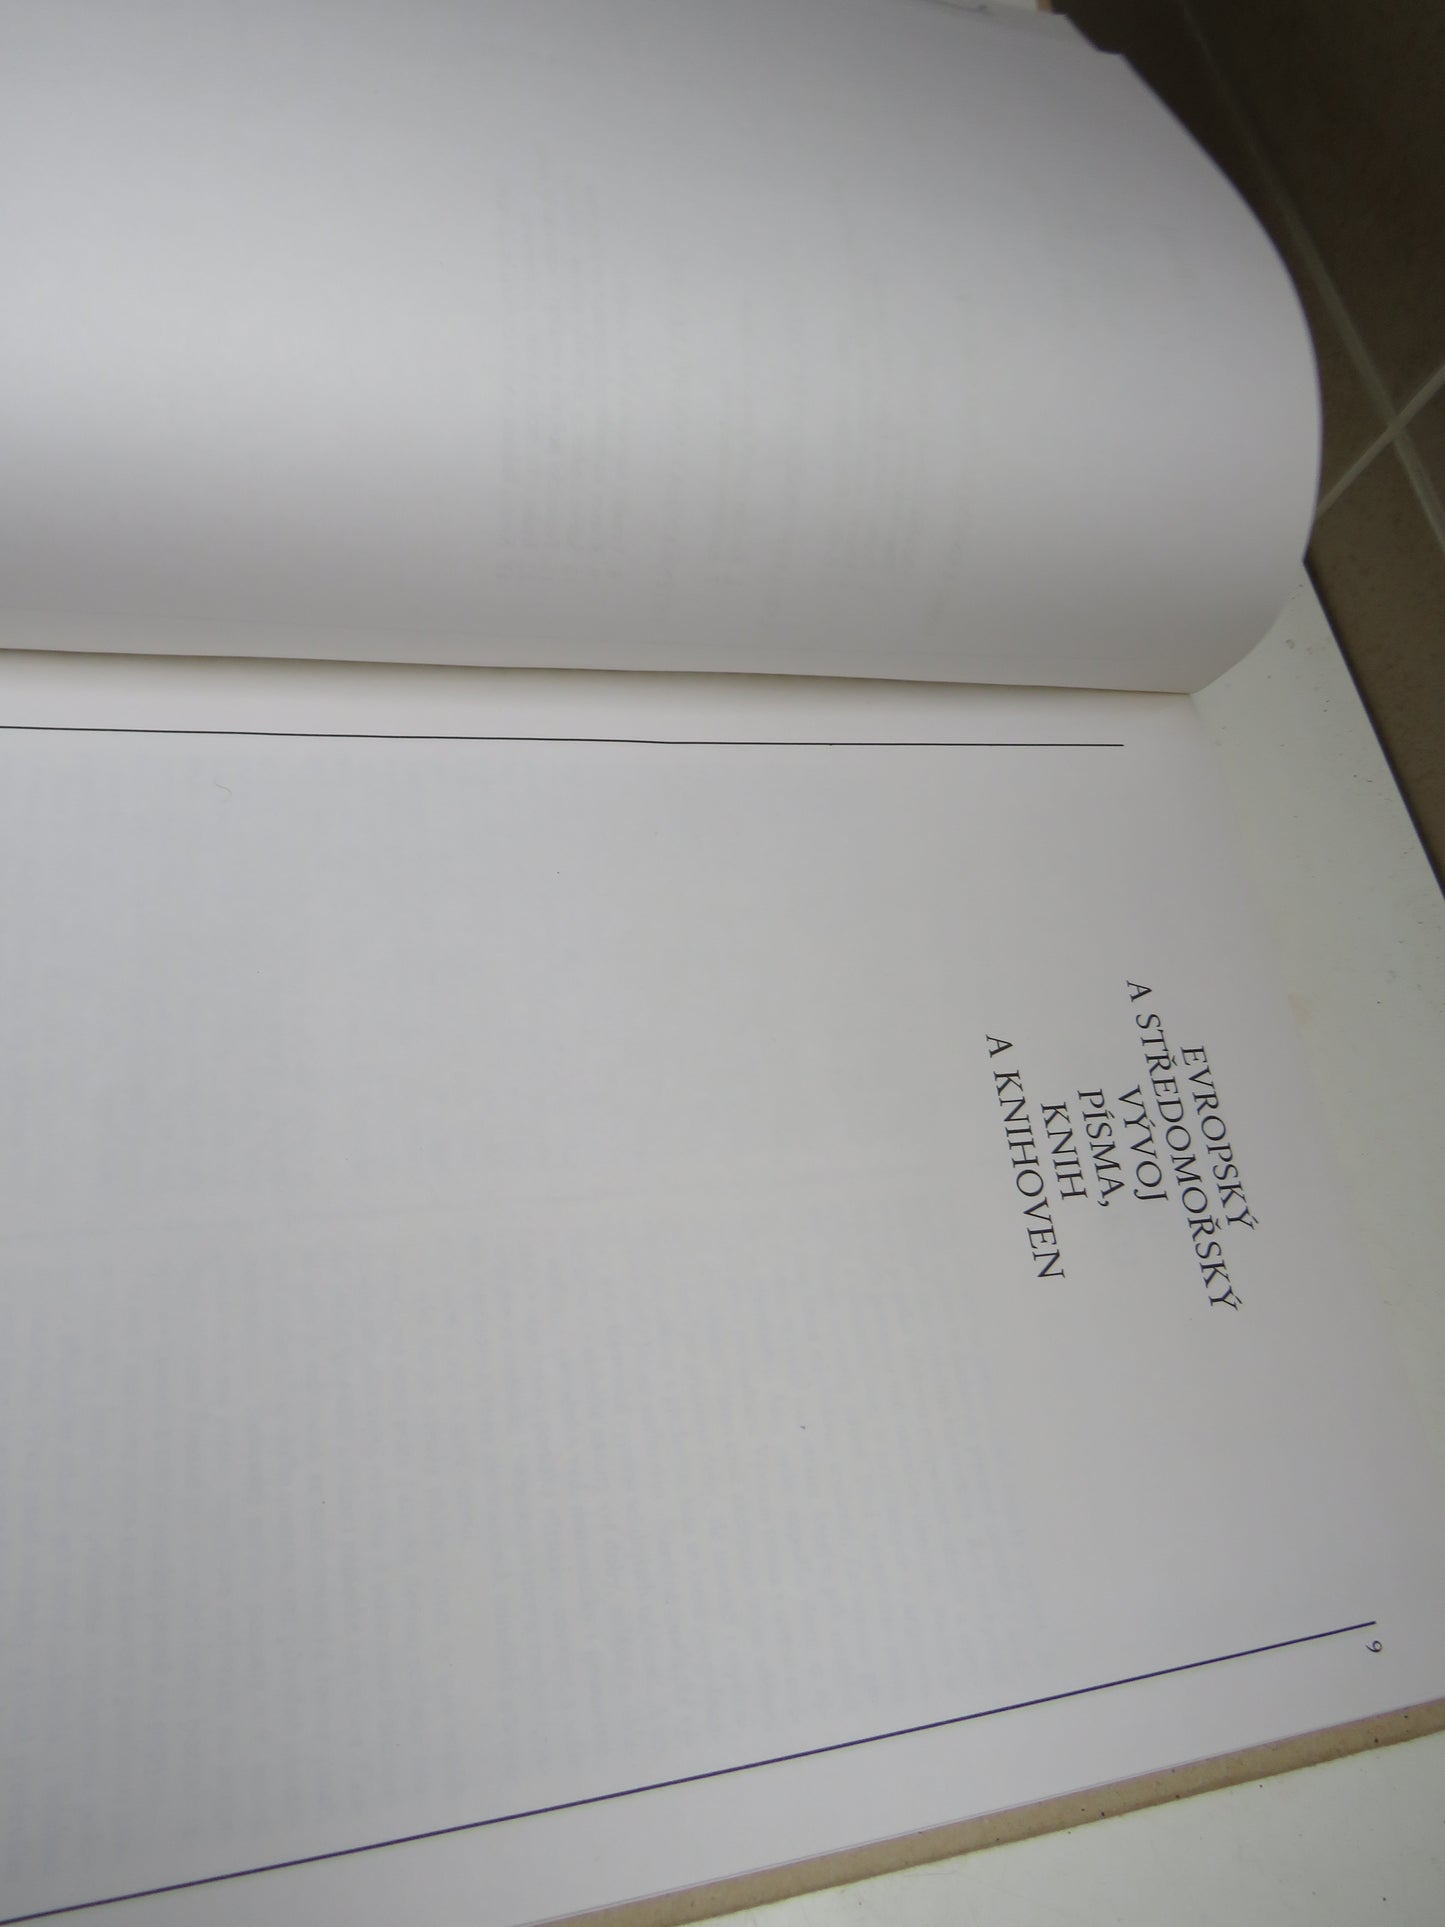 9
EVROPSKÝ
A STŘEDOMOŘSKÝ
VÝVOJ
PÍSMA,
KNIH
A KNIHOVEN